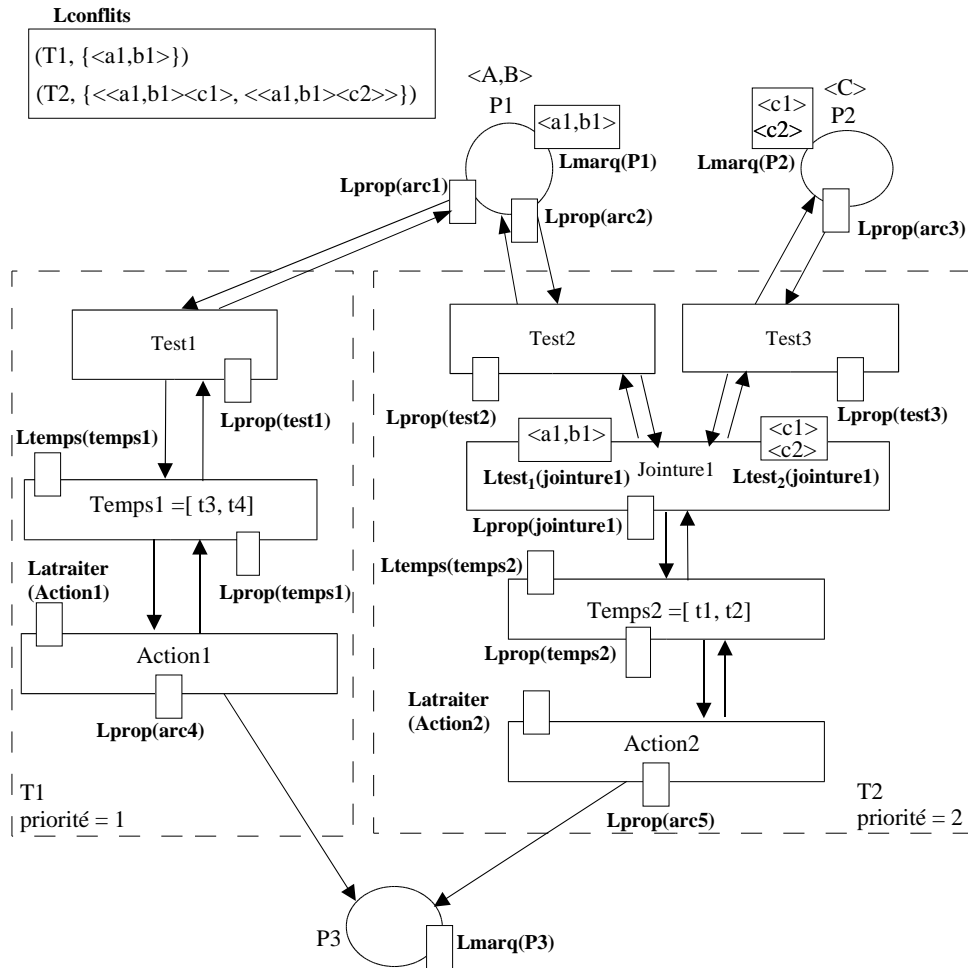 Lconflits
(T1, {<a1,b1>})
(T2, {<<a1,b1><c1>, <<a1,b1><c2>>})
<A,B>
P1
<a1,b1>
Lmarq(P1)
<C>
P2
<c1>
<c2>
Lmarq(P2)
Lprop(arc1)
Lprop(arc2)
Lprop(arc3)
Test1
Test2
Test3
Lprop(test1)
Lprop(test2)
Lprop(test3)
Ltemps(temps1)
<a1,b1>
<c1>
<c2>
Jointure1
Ltest1(jointure1)
Ltest2(jointure1)
Temps1 =[ t3, t4]
Lprop(jointure1)
Latraiter
(Action1)
Lprop(temps1)
Ltemps(temps2)
Temps2 =[ t1, t2]
Action1
Lprop(temps2)
Lprop(arc4)
Latraiter
(Action2)
Action2
T1
priorité = 1
Lprop(arc5)
T2
priorité = 2
P3
Lmarq(P3)